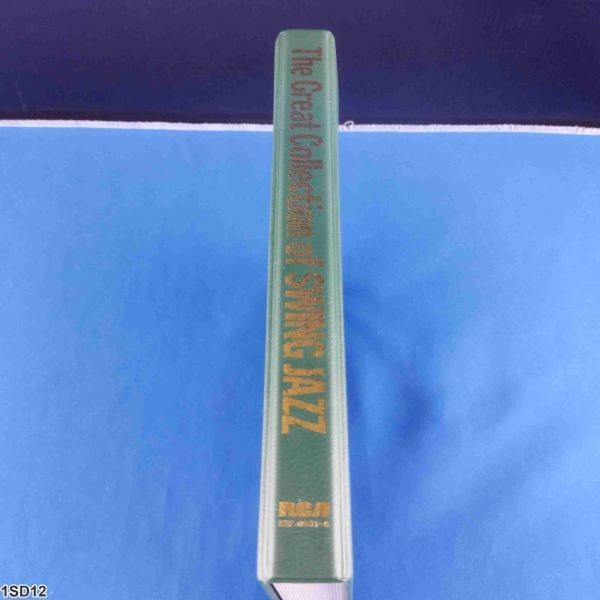 The Great Collection of SWING JAZZ
RCA
1SD12